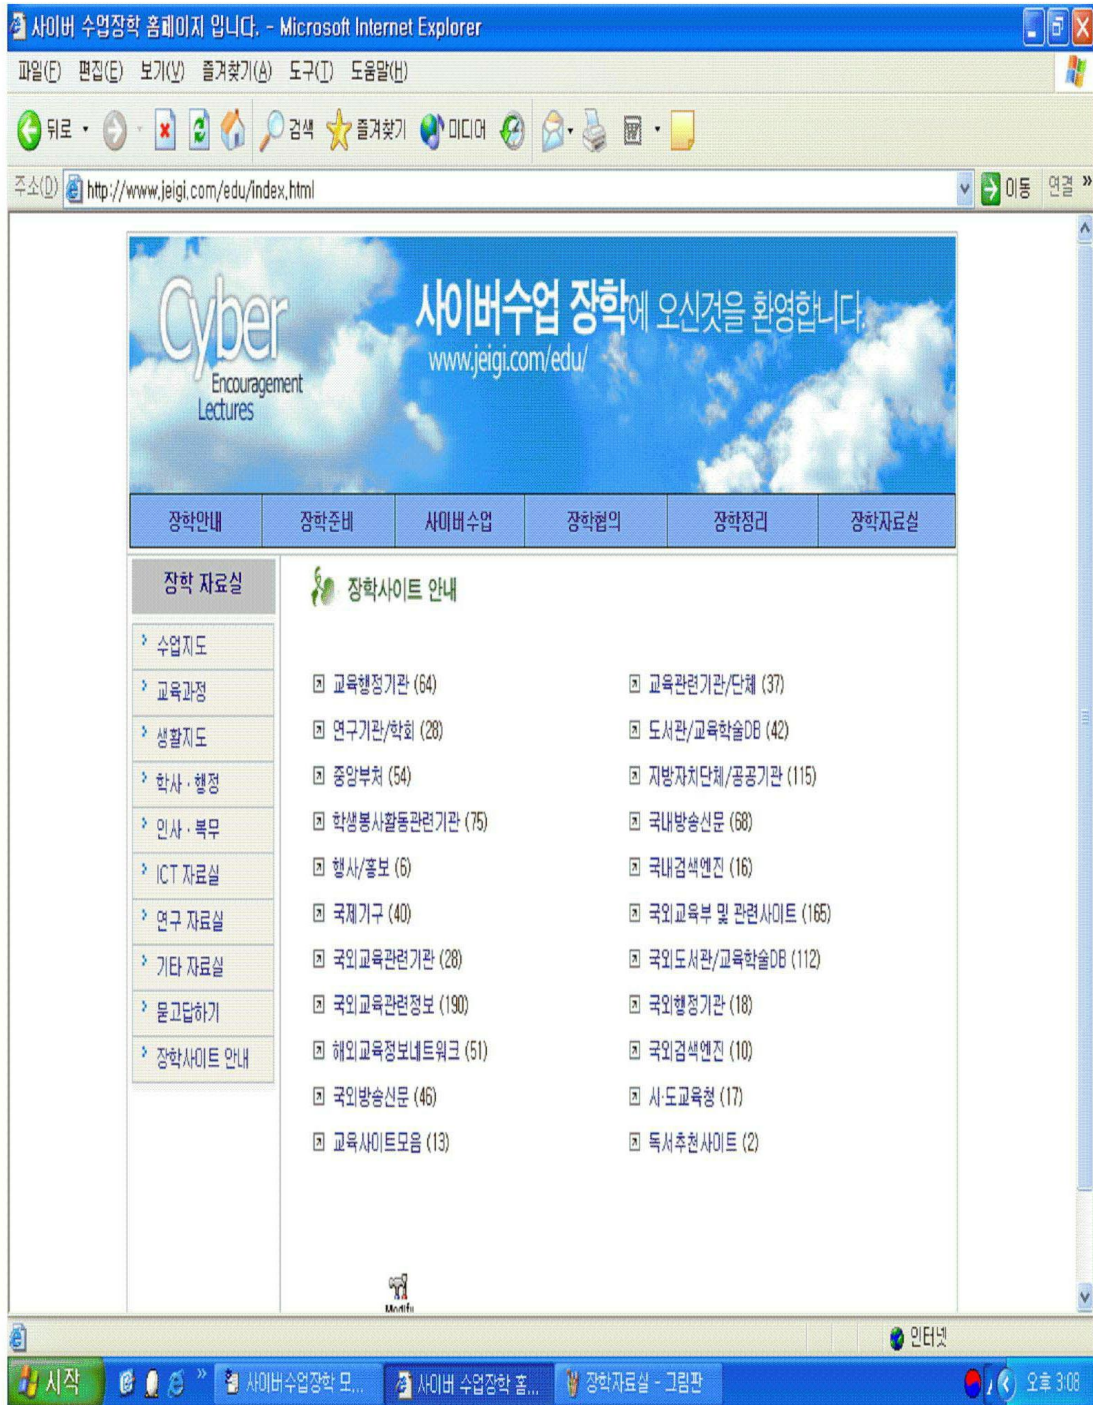 사이버 수업장학 홈페이지 입니다. - Microsoft Internet Explorer
파일(F) 편집(E) 보기(V) 즐겨찾기(A) 도구(T) 도움말(H)
뒤로 검색 즐겨찾기 미디어
주소(D) http://www.jeigi.com/edu/index.html 이동 연결 »
Cyber
Encouragement
Lectures
사이버수업 장학에 오신것을 환영합니다.
www.jeigi.com/edu/
장학안내 장학준비 사이버수업 장학협의 장학정리 장학자료실
장학 자료실
수업지도
교육과정
생활지도
학사·행정
인사·복무
ICT 자료실
연구 자료실
기타 자료실
묻고답하기
장학사이트 안내
장학사이트 안내
교육행정기관 (64) 교육관련기관/단체 (37)
연구기관/학회 (28) 도서관/교육학술DB (42)
중앙부처 (54) 지방자치단체/공공기관 (115)
학생봉사활동관련기관 (75) 국내방송신문 (68)
행사/홍보 (6) 국내검색엔진 (16)
국제기구 (40) 국외교육부 및 관련사이트 (165)
국외교육관련기관 (28) 국외도서관/교육학술DB (112)
국외교육관련정보 (190) 국외행정기관 (18)
해외교육정보네트워크 (51) 국외검색엔진 (10)
국외방송신문 (46) 시·도교육청 (17)
교육사이트모음 (13) 독서추천사이트 (2)
Modify
인터넷
시작 » 사이버수업장학 모... 사이버 수업장학 홈... 장학자료실 - 그림판 오후 3:08